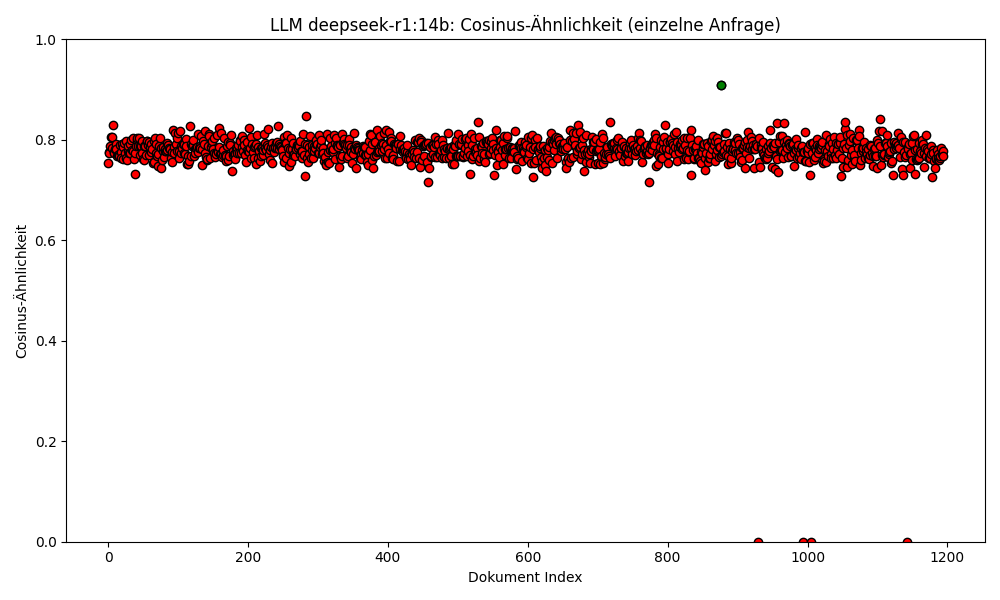 LLM deepseek-r1:14b: Cosinus-Ähnlichkeit (einzelne Anfrage)
1.0
0.8
0.6
0.4
0.2
0.0
Cosinus-Ähnlichkeit
0 200 400 600 800 1000 1200
Dokument Index